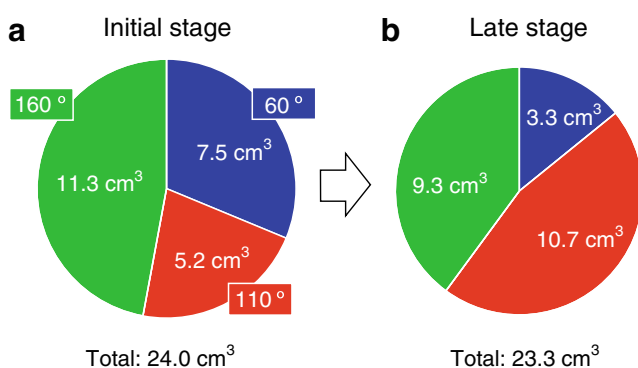 a Initial stage
160 º
60 º
7.5 cm³
11.3 cm³
5.2 cm³
110 º
Total: 24.0 cm³
b Late stage
3.3 cm³
9.3 cm³
10.7 cm³
Total: 23.3 cm³